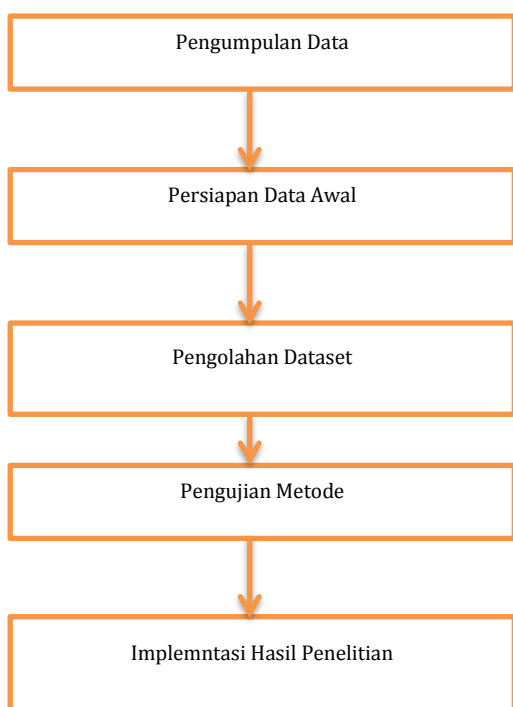 Pengumpulan Data
Persiapan Data Awal
Pengolahan Dataset
Pengujian Metode
Implemntasi Hasil Penelitian